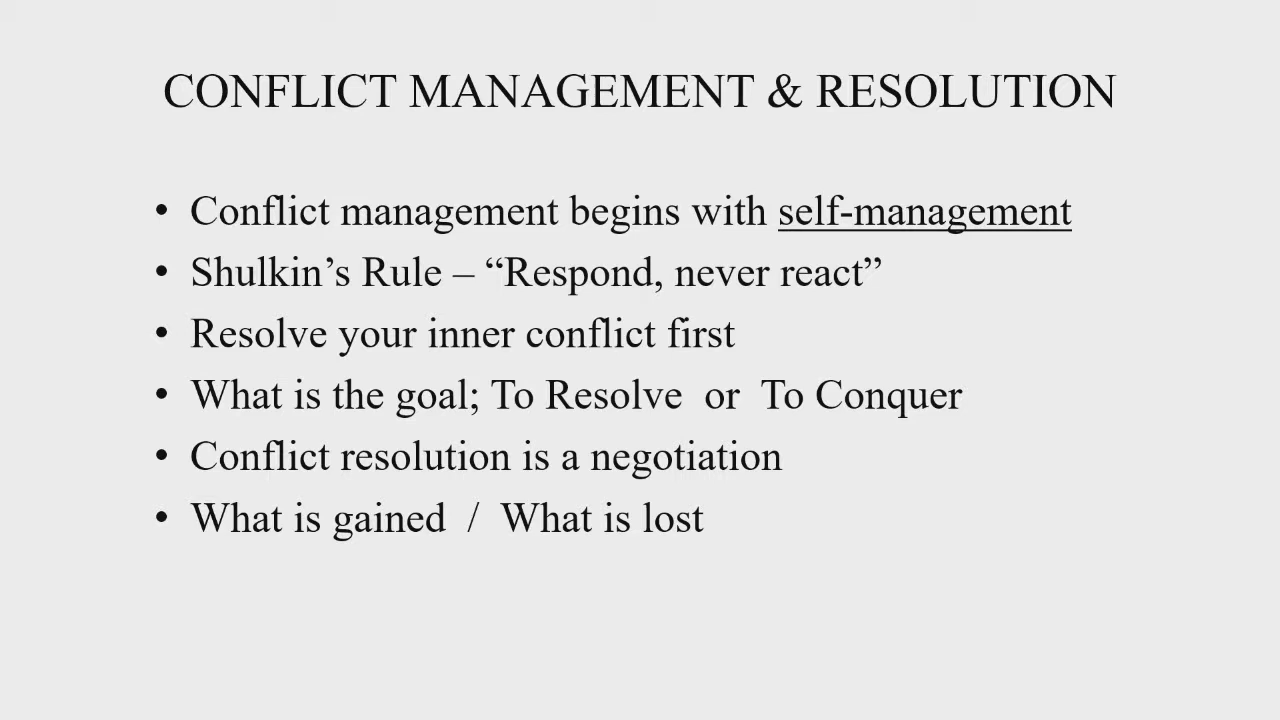 CONFLICT MANAGEMENT & RESOLUTION
• Conflict management begins with self-management
• Shulkin’s Rule – “Respond, never react”
• Resolve your inner conflict first
• What is the goal; To Resolve  or  To Conquer
• Conflict resolution is a negotiation
• What is gained  /  What is lost